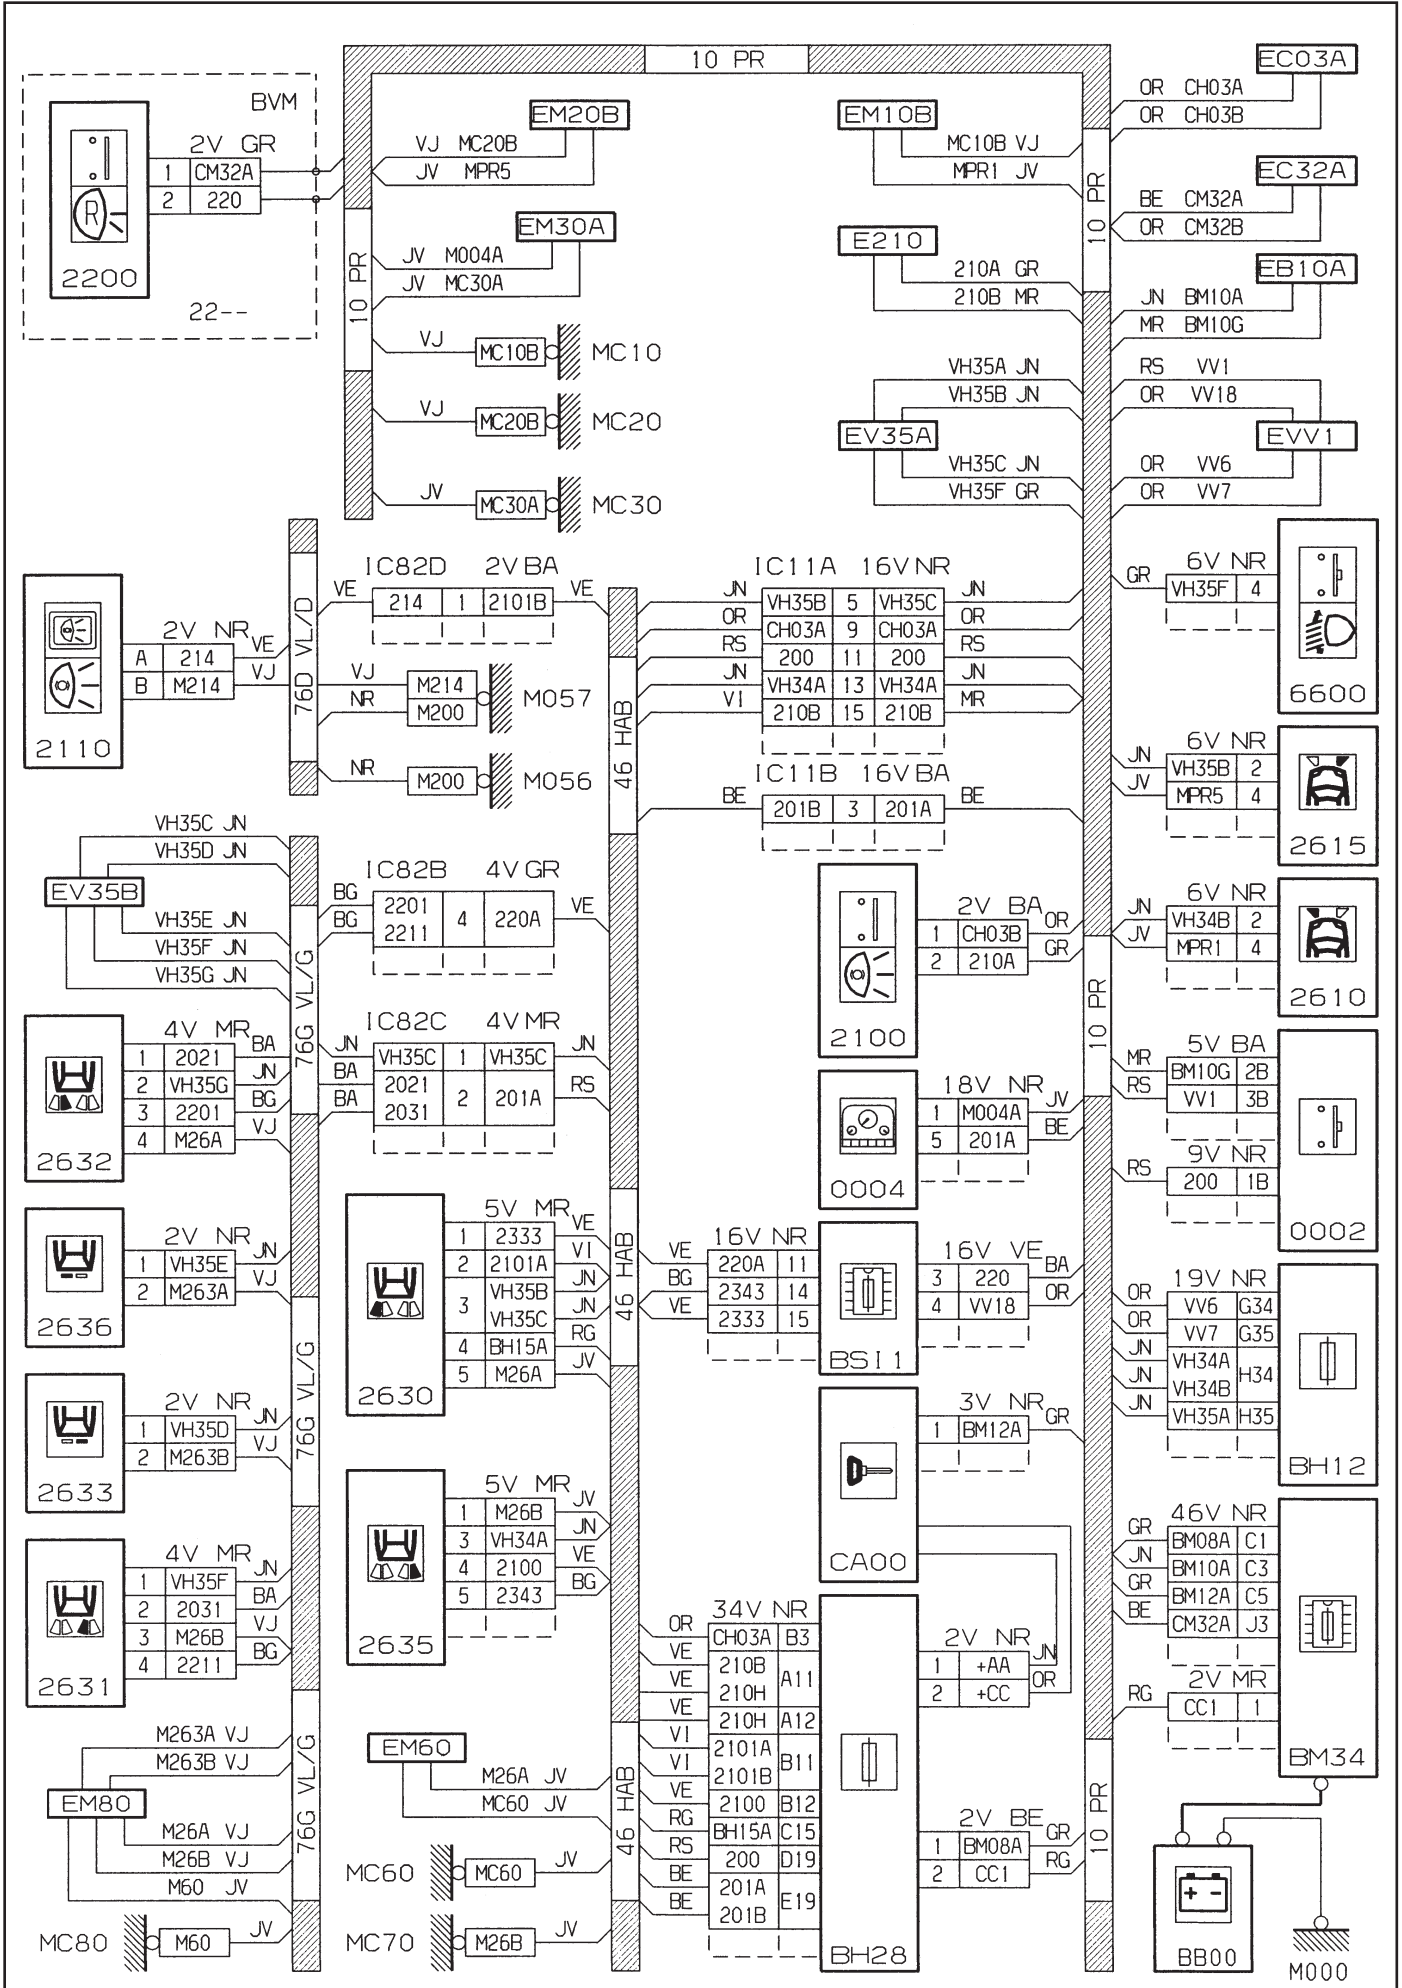 10 PR
BVM
2V GR
1 CM32A
2 220
2200
22--
EM20B
VJ MC20B
JV MPR5
EM30A
JV M004A
JV MC30A
10 PR
VJ MC10B MC10
VJ MC20B MC20
JV MC30A MC30
EM10B
MC10B VJ
MPR1 JV
E210
210A GR
210B MR
VH35A JN
VH35B JN
EV35A
VH35C JN
VH35F GR
10 PR
EC03A
OR CH03A
OR CH03B
EC32A
BE CM32A
OR CM32B
EB10A
JN BM10A
MR BM10G
RS VV1
OR VV18
EVV1
OR VV6
OR VV7
2V NR
A 214 VE
B M214 VJ
2110
76D VL/D
IC82D 2V BA
VE 214 1 2101B VE
VJ M214
NR M200
M057
NR M200 M056
46 HAB
IC11A 16V NR
JN VH35B 5 VH35C JN
OR CH03A 9 CH03A OR
RS 200 11 200 RS
JN VH34A 13 VH34A JN
VI 210B 15 210B MR
IC11B 16V BA
BE 201B 3 201A BE
6V NR
GR VH35F 4
6600
6V NR
JN VH35B 2
JV MPR5 4
2615
6V NR
JN VH34B 2
JV MPR1 4
2610
VH35C JN
VH35D JN
EV35B
VH35E JN
VH35F JN
VH35G JN
76G VL/G
IC82B 4V GR
BG 2201
BG 2211
4 220A VE
IC82C 4V MR
JN VH35C 1 VH35C JN
BA 2021
BA 2031
2 201A RS
2V BA
1 CH03B OR
2 210A GR
2100
10 PR
18V NR
1 M004A JV
5 201A BE
0004
5V BA
MR BM10G 2B
RS VV1 3B
9V NR
RS 200 1B
0002
4V MR
1 2021 BA
2 VH35G JN
3 2201 BG
4 M26A VJ
2632
2V NR
1 VH35E JN
2 M263A VJ
2636
76G VL/G
2V NR
1 VH35D JN
2 M263B VJ
2633
4V MR
1 VH35F JN
2 2031 BA
3 M26B VJ
4 2211 BG
2631
5V MR
1 2333 VE
2 2101A VI
3 VH35B JN
VH35C JN
4 BH15A RG
5 M26A JV
2630
46 HAB
5V MR
1 M26B JV
3 VH34A JN
4 2100 VE
5 2343 BG
2635
16V NR
VE 220A 11
BG 2343 14
VE 2333 15
16V VE
3 220 BA
4 VV18 OR
BSI1
3V NR
1 BM12A GR
CA00
19V NR
OR VV6 G34
OR VV7 G35
JN VH34A
JN VH34B
H34
JN VH35A H35
BH12
46V NR
GR BM08A C1
JN BM10A C3
GR BM12A C5
BE CM32A J3
2V MR
RG CC1 1
BM34
34V NR
OR CH03A B3
VE 210B
VE 210H
A11
VE 210H A12
VI 2101A
VI 2101B
B11
VE 2100 B12
RG BH15A C15
RS 200 D19
BE 201A
BE 201B
E19
2V NR
1 +AA JN
2 +CC OR
2V BE
1 BM08A GR
2 CC1 RG
BH28
10 PR
M263A VJ
M263B VJ
EM80
M26A VJ
M26B VJ
M60 JV
MC80 M60 JV
76G VL/G
EM60
M26A JV
MC60 JV
MC60 MC60 JV
MC70 M26B JV
46 HAB
+ -
BB00
M000
R